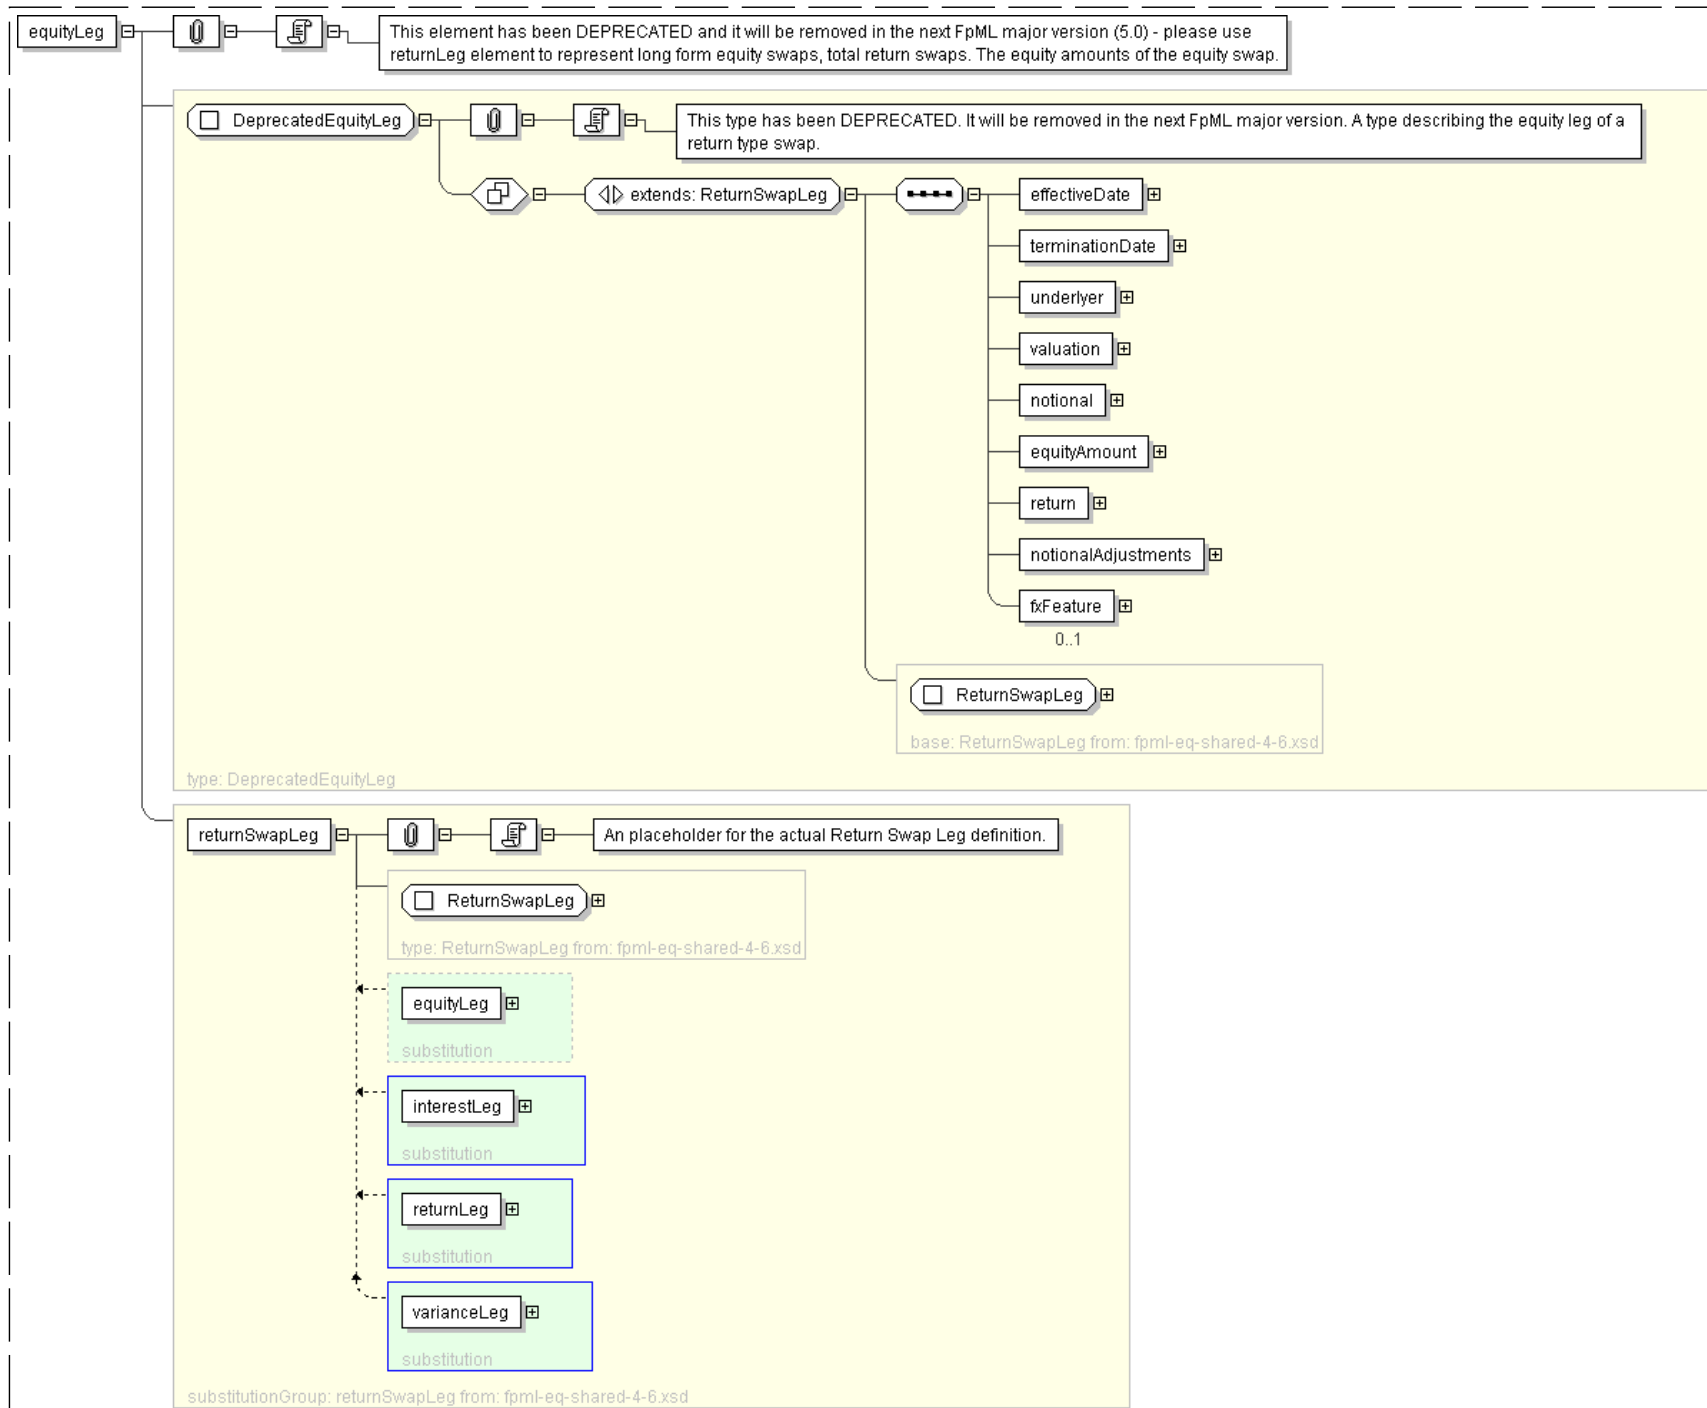 equityLeg
This element has been DEPRECATED and it will be removed in the next FpML major version (5.0) - please use
returnLeg element to represent long form equity swaps, total return swaps. The equity amounts of the equity swap.
DeprecatedEquityLeg
This type has been DEPRECATED. It will be removed in the next FpML major version. A type describing the equity leg of a
return type swap.
extends: ReturnSwapLeg
effectiveDate
terminationDate
underlyer
valuation
notional
equityAmount
return
notionalAdjustments
fxFeature
0..1
ReturnSwapLeg
base: ReturnSwapLeg from: fpml-eq-shared-4-6.xsd
type: DeprecatedEquityLeg
returnSwapLeg
An placeholder for the actual Return Swap Leg definition.
ReturnSwapLeg
type: ReturnSwapLeg from: fpml-eq-shared-4-6.xsd
equityLeg
substitution
interestLeg
substitution
returnLeg
substitution
varianceLeg
substitution
substitutionGroup: returnSwapLeg from: fpml-eq-shared-4-6.xsd